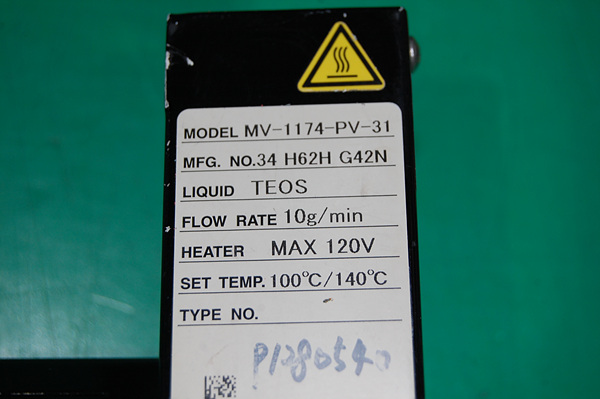 MODEL MV-1174-PV-31
MFG. NO.34 H62H G42N
LIQUID TEOS
FLOW RATE 10g/min
HEATER MAX 120V
SET TEMP. 100℃/140℃
TYPE NO.
P1280540